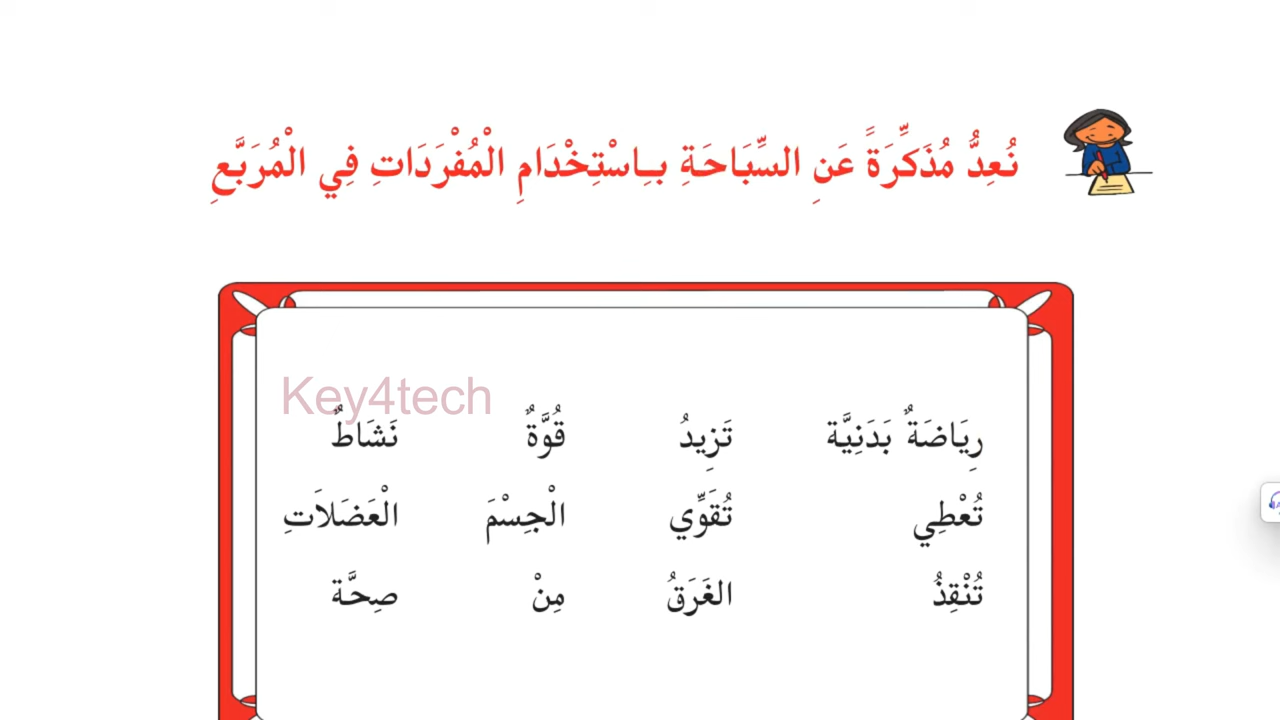 نُعِدُّ مُذَكِّرَةً عَنِ السِّبَاحَةِ بِاسْتِخْدَامِ الْمُفْرَدَاتِ فِي الْمُرَبَّعِ
Key4tech
رِيَاضَةٌ بَدَنِيَّة تَزِيدُ قُوَّةٌ نَشَاطٌ
تُعْطِي تُقَوِّي الْجِسْمَ الْعَضَلَاتِ
تُنْقِذُ الغَرَقُ مِنْ صِحَّة